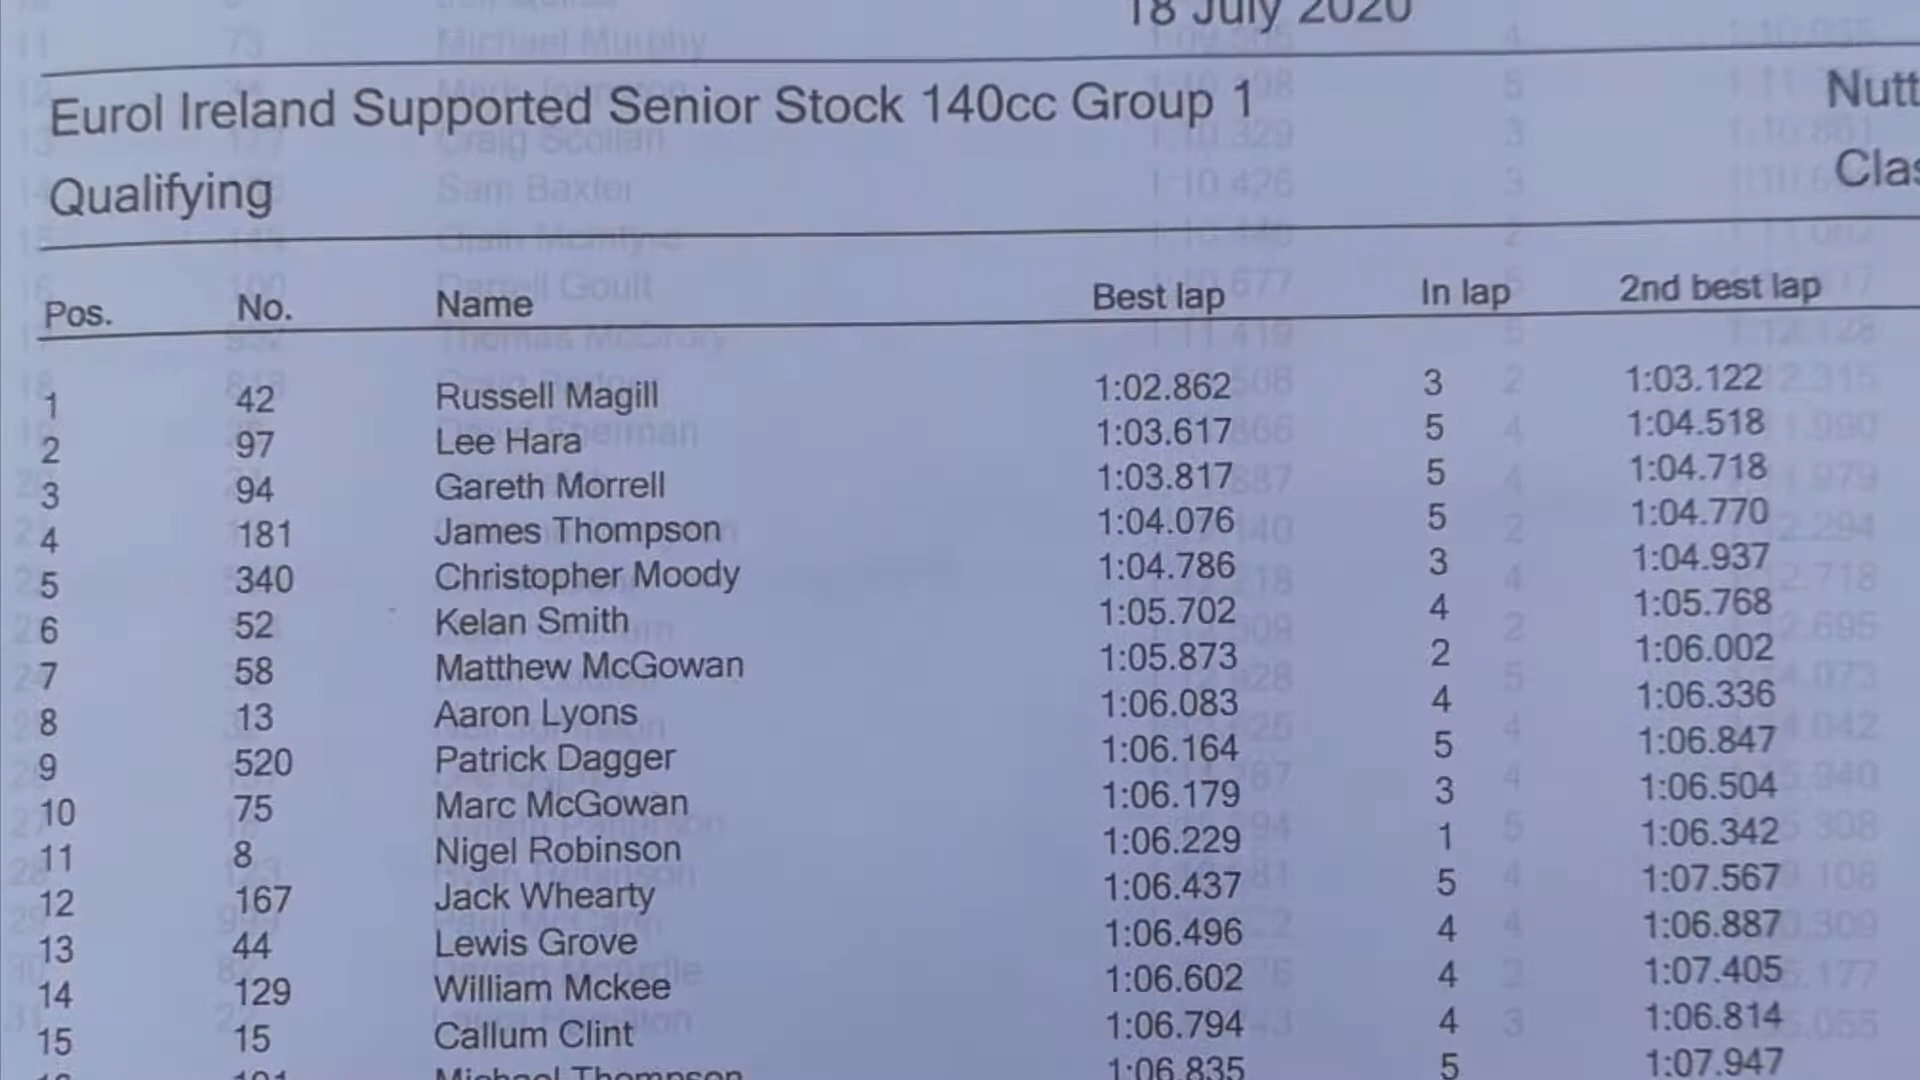 18 July 2020
Eurol Ireland Supported Senior Stock 140cc Group 1 Nutt
Qualifying Clas
Pos. No. Name Best lap In lap 2nd best lap
1 42 Russell Magill 1:02.862 3 1:03.122
2 97 Lee Hara 1:03.617 5 1:04.518
3 94 Gareth Morrell 1:03.817 5 1:04.718
4 181 James Thompson 1:04.076 5 1:04.770
5 340 Christopher Moody 1:04.786 3 1:04.937
6 52 Kelan Smith 1:05.702 4 1:05.768
7 58 Matthew McGowan 1:05.873 2 1:06.002
8 13 Aaron Lyons 1:06.083 4 1:06.336
9 520 Patrick Dagger 1:06.164 5 1:06.847
10 75 Marc McGowan 1:06.179 3 1:06.504
11 8 Nigel Robinson 1:06.229 1 1:06.342
12 167 Jack Whearty 1:06.437 5 1:07.567
13 44 Lewis Grove 1:06.496 4 1:06.887
14 129 William Mckee 1:06.602 4 1:07.405
15 15 Callum Clint 1:06.794 4 1:06.814
Michael Thompson 1:06.835 5 1:07.947